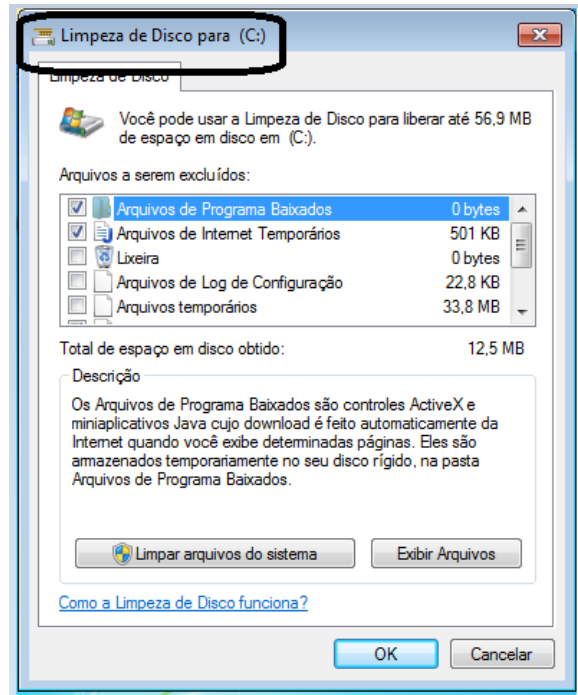 Limpeza de Disco para (C:)
Limpeza de Disco
Você pode usar a Limpeza de Disco para liberar até 56,9 MB
de espaço em disco em (C:).
Arquivos a serem excluídos:
Arquivos de Programa Baixados 0 bytes
Arquivos de Internet Temporários 501 KB
Lixeira 0 bytes
Arquivos de Log de Configuração 22,8 KB
Arquivos temporários 33,8 MB
Total de espaço em disco obtido: 12,5 MB
Descrição
Os Arquivos de Programa Baixados são controles ActiveX e
miniaplicativos Java cujo download é feito automaticamente da
Internet quando você exibe determinadas páginas. Eles são
armazenados temporariamente no seu disco rígido, na pasta
Arquivos de Programa Baixados.
Limpar arquivos do sistema Exibir Arquivos
Como a Limpeza de Disco funciona?
OK Cancelar